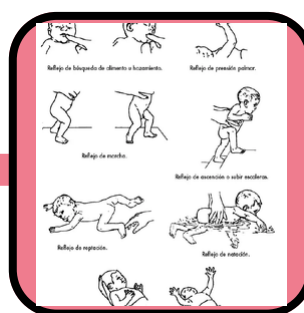 Reflejo de búsqueda de alimento o hozamiento.
Reflejo de presión palmar.
Reflejo de marcha.
Reflejo de ascensión o subir escaleras.
Reflejo de reptación.
Reflejo de natación.